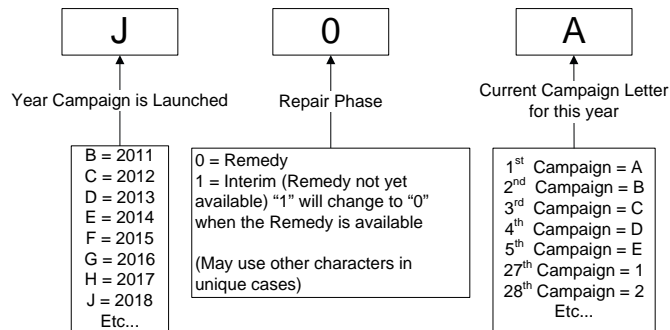 J 0 A
Year Campaign is Launched
Repair Phase
Current Campaign Letter
for this year
B = 2011
C = 2012
D = 2013
E = 2014
F = 2015
G = 2016
H = 2017
J = 2018
Etc...
0 = Remedy
1 = Interim (Remedy not yet
available) “1” will change to “0”
when the Remedy is available
(May use other characters in
unique cases)
1st Campaign = A
2nd Campaign = B
3rd Campaign = C
4th Campaign = D
5th Campaign = E
27th Campaign = 1
28th Campaign = 2
Etc...